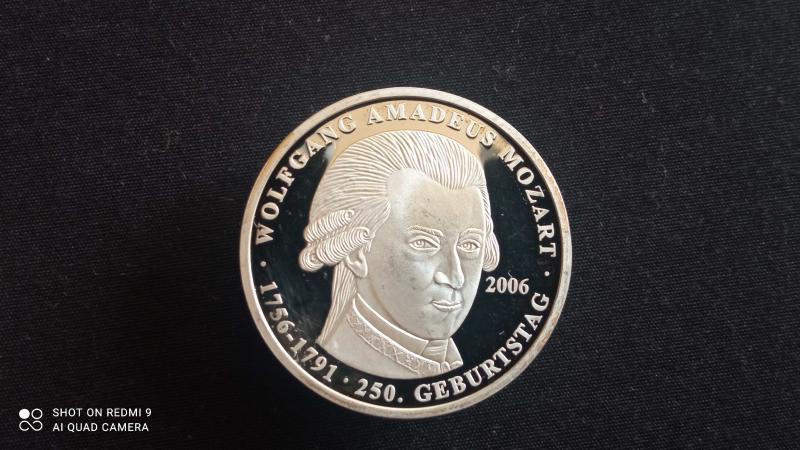 WOLFGANG AMADEUS MOZART
2006
1756-1791 · 250. GEBURTSTAG
SHOT ON REDMI 9
AI QUAD CAMERA